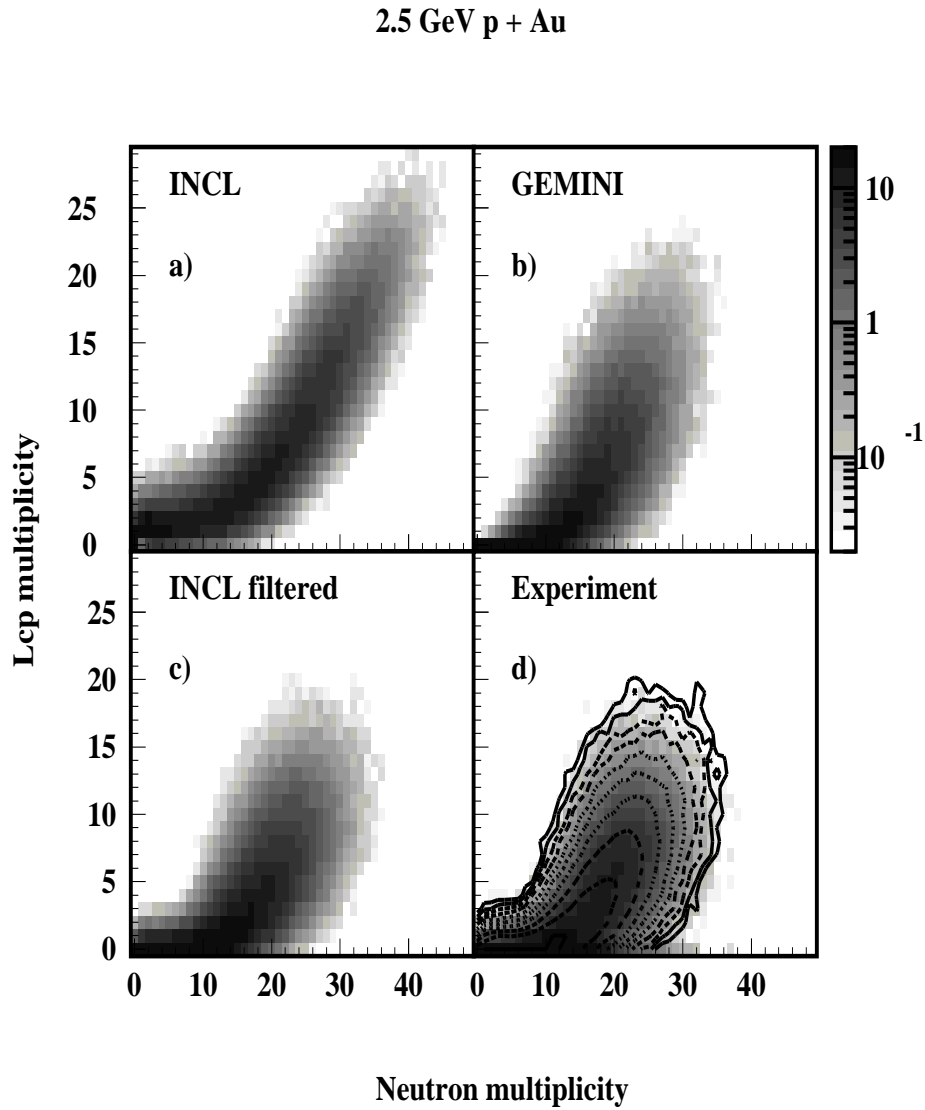 2.5 GeV p + Au
INCL
GEMINI
a)
b)
25
20
15
10
5
0
10
1
10 -1
Lcp multiplicity
INCL filtered
Experiment
c)
d)
25
20
15
10
5
0
0 10 20 30 40 0 10 20 30 40
Neutron multiplicity